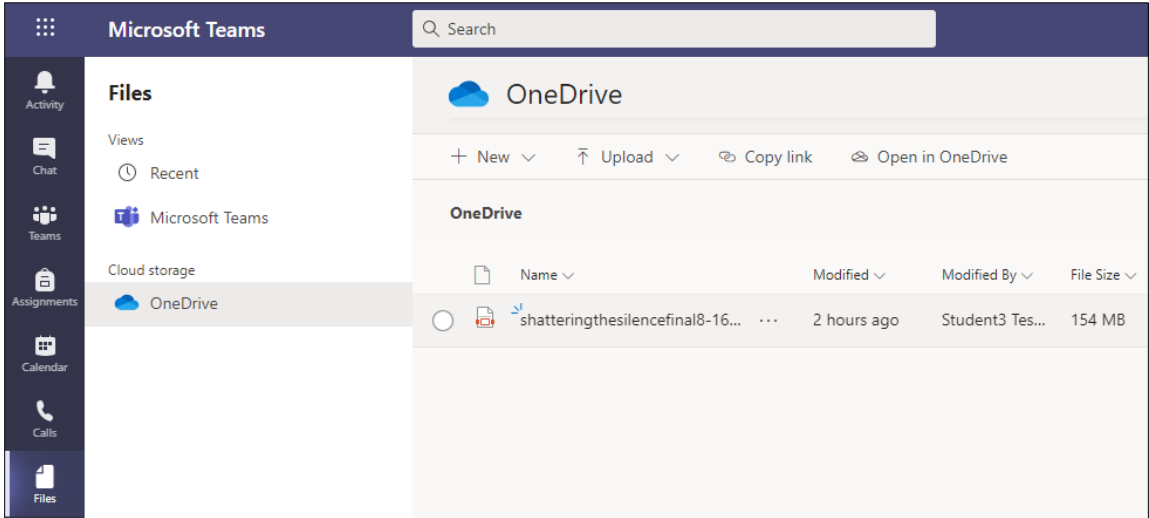 Microsoft Teams
Search
Activity
Chat
Teams
Assignments
Calendar
Calls
Files
Files
Views
Recent
Microsoft Teams
Cloud storage
OneDrive
OneDrive
New Upload Copy link Open in OneDrive
OneDrive
Name Modified Modified By File Size
shatteringthesilencefinal8-16... ... 2 hours ago Student3 Tes... 154 MB